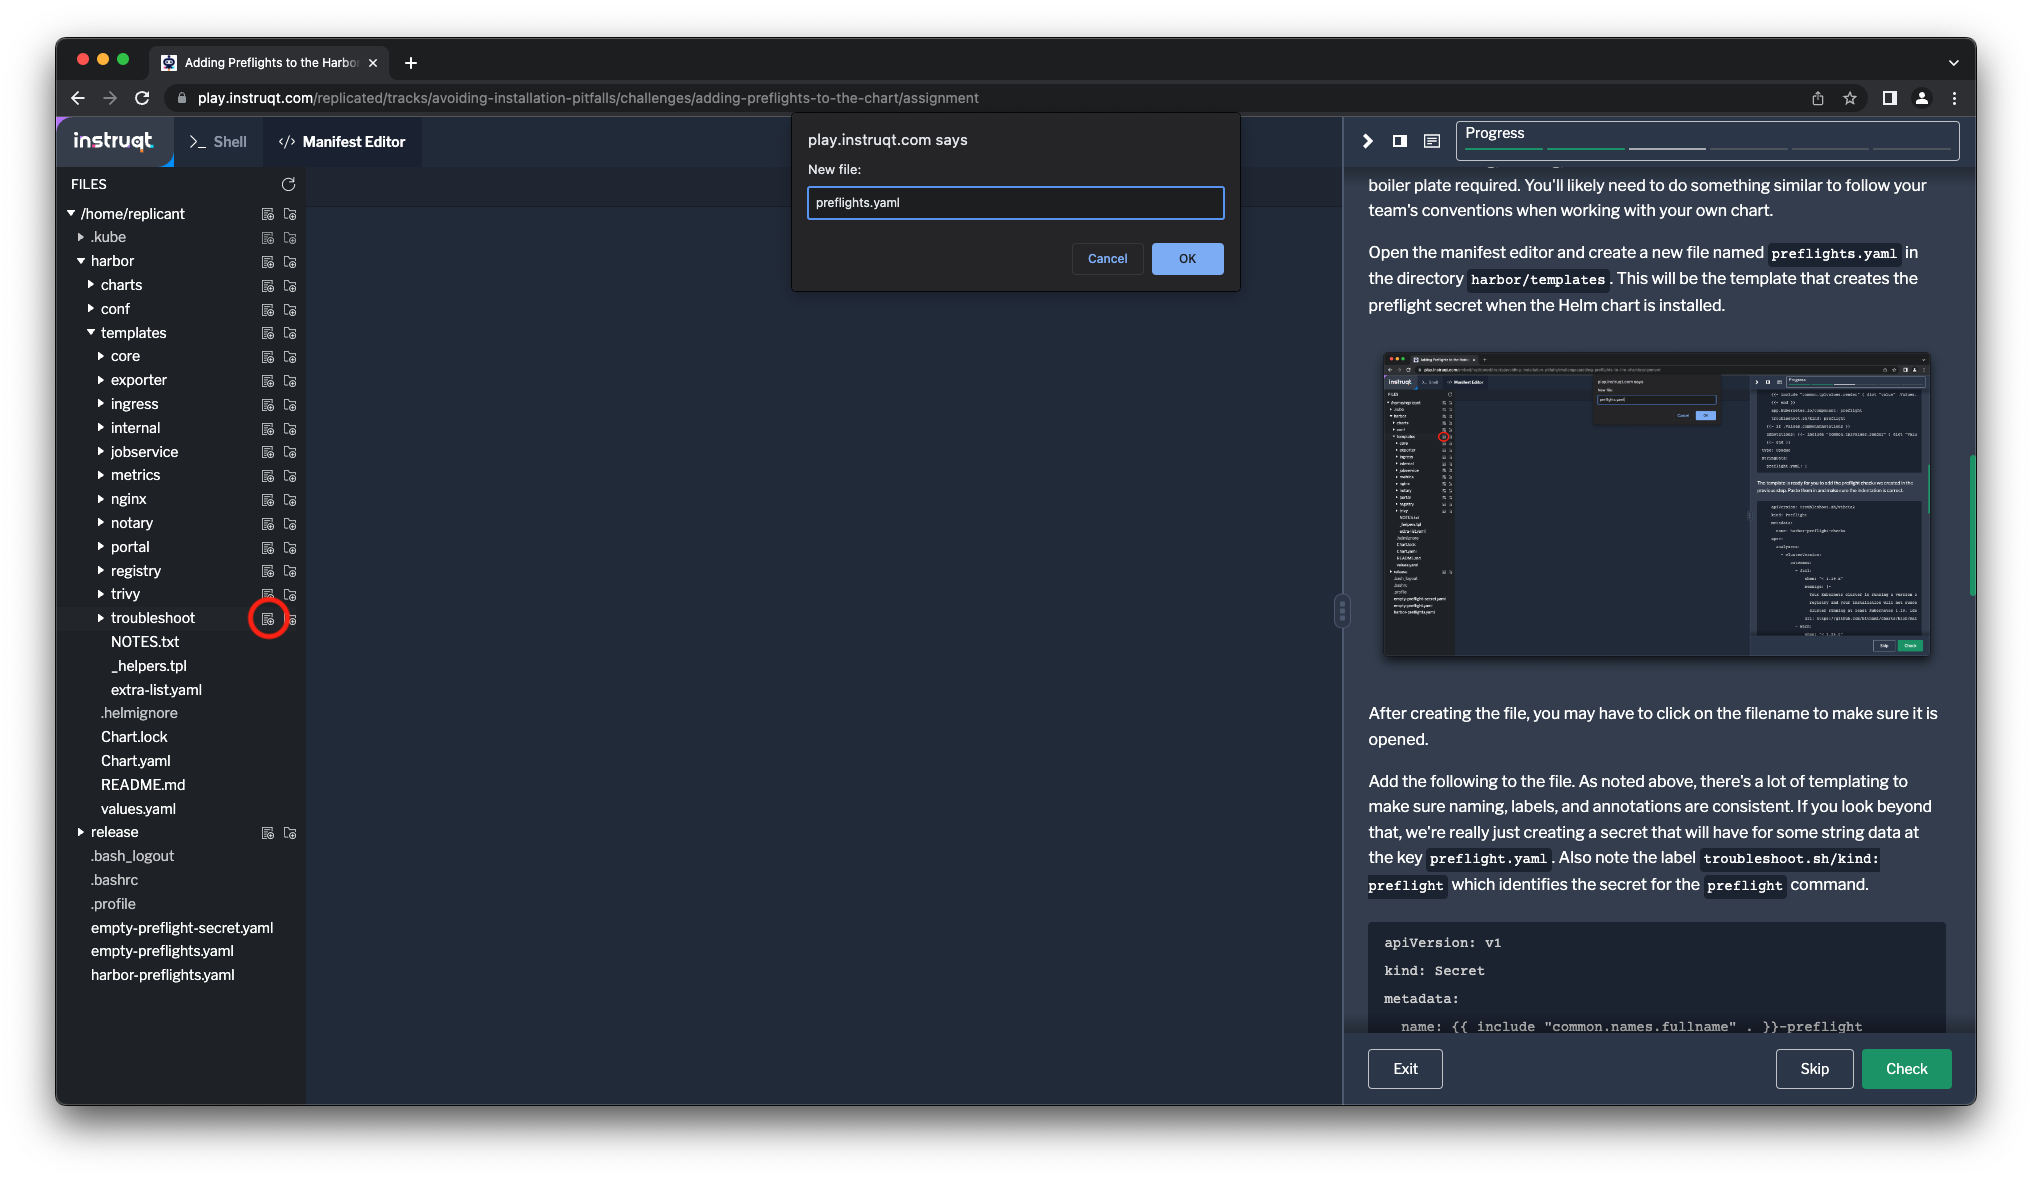 Adding Preflights to the Harbo
play.instruqt.com/replicated/tracks/avoiding-installation-pitfalls/challenges/adding-preflights-to-the-chart/assignment
instruqt
>_ Shell
</> Manifest Editor
play.instruqt.com says
New file:
preflights.yaml
Cancel
OK
Progress
FILES
/home/replicant
.kube
harbor
charts
conf
templates
core
exporter
ingress
internal
jobservice
metrics
nginx
notary
portal
registry
trivy
troubleshoot
NOTES.txt
_helpers.tpl
extra-list.yaml
.helmignore
Chart.lock
Chart.yaml
README.md
values.yaml
release
.bash_logout
.bashrc
.profile
empty-preflight-secret.yaml
empty-preflights.yaml
harbor-preflights.yaml
boiler plate required. You'll likely need to do something similar to follow your
team's conventions when working with your own chart.
Open the manifest editor and create a new file named preflights.yaml in
the directory harbor/templates. This will be the template that creates the
preflight secret when the Helm chart is installed.
After creating the file, you may have to click on the filename to make sure it is
opened.
Add the following to the file. As noted above, there's a lot of templating to
make sure naming, labels, and annotations are consistent. If you look beyond
that, we're really just creating a secret that will have for some string data at
the key preflight.yaml. Also note the label troubleshoot.sh/kind:
preflight which identifies the secret for the preflight command.
apiVersion: v1
kind: Secret
metadata:
name: {{ include "common.names.fullname" . }}-preflight
Exit
Skip
Check